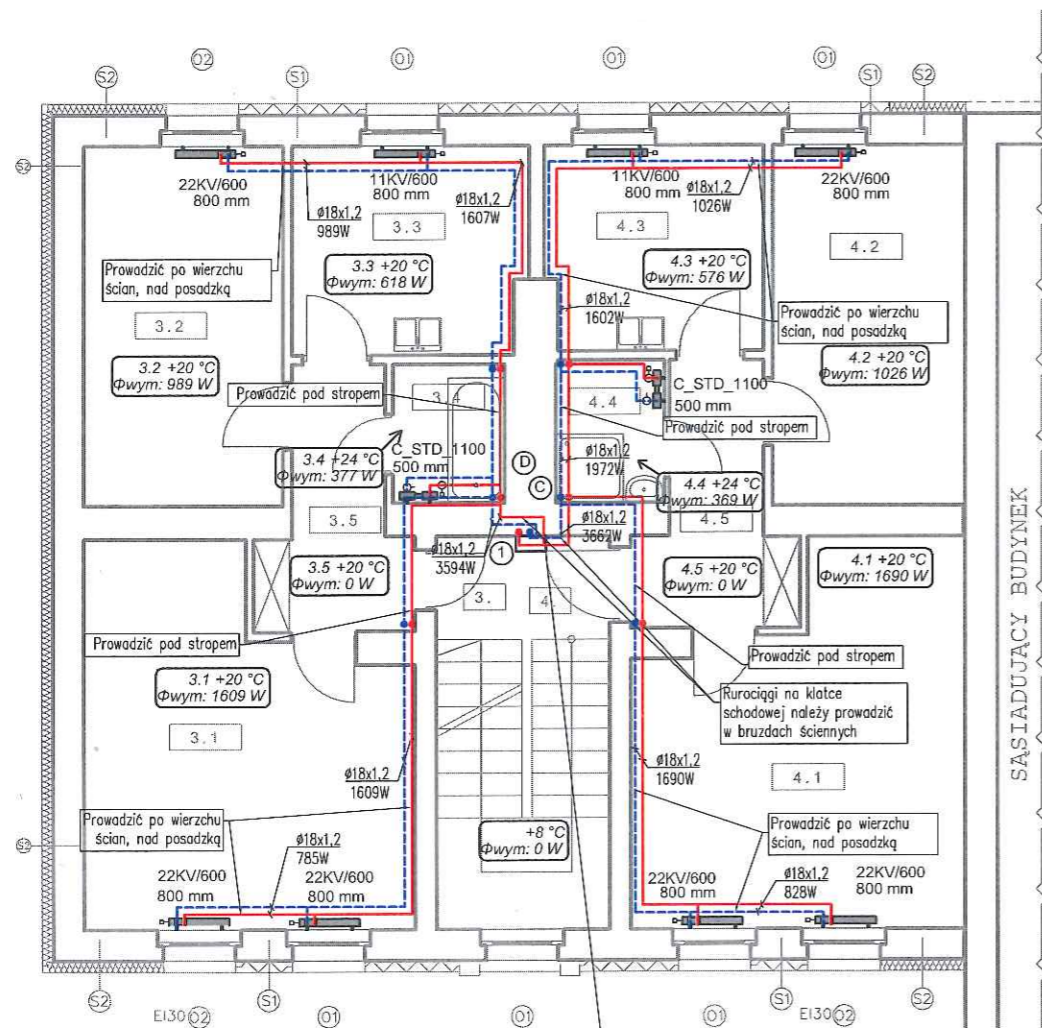 O2
O1
O1
O1
S2
S1
S1
S2
S2
22KV/600
800 mm
11KV/600
800 mm
11KV/600
800 mm
22KV/600
800 mm
ø18x1,2
989W
ø18x1,2
1607W
ø18x1,2
1026W
3.3
4.3
4.2
3.3 +20 °C
Φwym: 618 W
4.3 +20 °C
Φwym: 576 W
Prowadzić po wierzchu
ścian, nad posadzką
Prowadzić po wierzchu
ścian, nad posadzką
3.2
ø18x1,2
1602W
3.2 +20 °C
Φwym: 989 W
4.2 +20 °C
Φwym: 1026 W
Prowadzić pod stropem
3.4
4.4
C_STD_1100
500 mm
Prowadzić pod stropem
C_STD_1100
500 mm
3.4 +24 °C
Φwym: 377 W
D
C
ø18x1,2
1972W
4.4 +24 °C
Φwym: 369 W
3.5
4.5
ø18x1,2
3662W
ø18x1,2
3594W
1
3.5 +20 °C
Φwym: 0 W
4.5 +20 °C
Φwym: 0 W
4.1 +20 °C
Φwym: 1690 W
3.
4.
Prowadzić pod stropem
Prowadzić pod stropem
3.1 +20 °C
Φwym: 1609 W
Rurociągi na klatce
schodowej należy prowadzić
w bruzdach ściennych
3.1
4.1
ø18x1,2
1609W
ø18x1,2
1690W
SĄSIADUJĄCY BUDYNEK
Prowadzić po wierzchu
ścian, nad posadzką
+8 °C
Φwym: 0 W
Prowadzić po wierzchu
ścian, nad posadzką
S2
ø18x1,2
785W
ø18x1,2
828W
22KV/600
800 mm
22KV/600
800 mm
22KV/600
800 mm
22KV/600
800 mm
S2
S1
S1
S2
EI30 O2
O1
O1
O1
EI30 O2